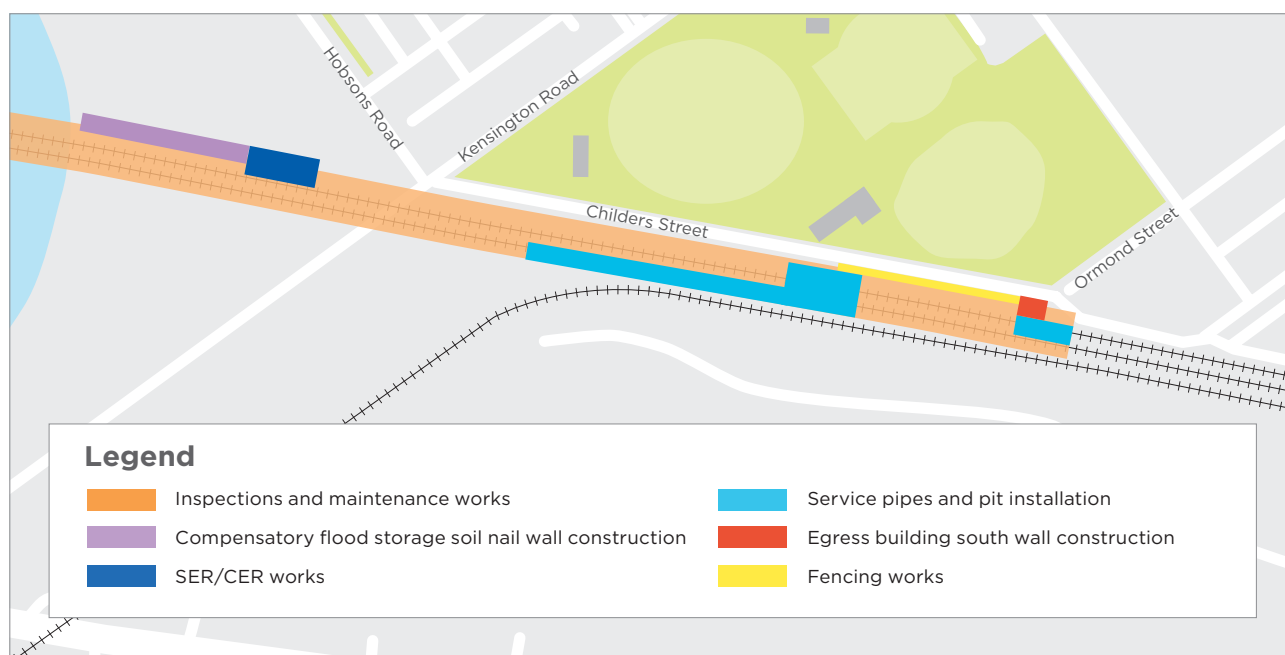 Hobsons Road
Kensington Road
Childers Street
Ormond Street
Legend
Inspections and maintenance works
Compensatory flood storage soil nail wall construction
SER/CER works
Service pipes and pit installation
Egress building south wall construction
Fencing works